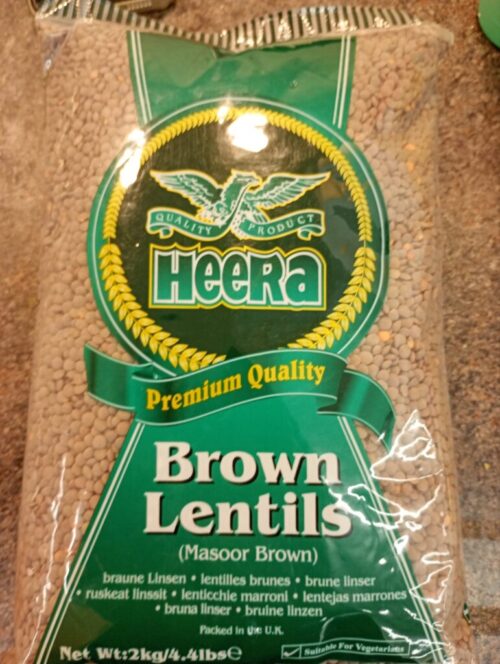 QUALITY PRODUCT
HEERa
Premium Quality
Brown
Lentils
(Masoor Brown)
braune Linsen • lentilles brunes • brune linser
• ruskeat linssit • lenticchie marroni • lentejas marrones
• bruna linser • bruine linzen
Packed in the U.K.
Net Wt:2kg/4.4lbs℮
Suitable For Vegetarians